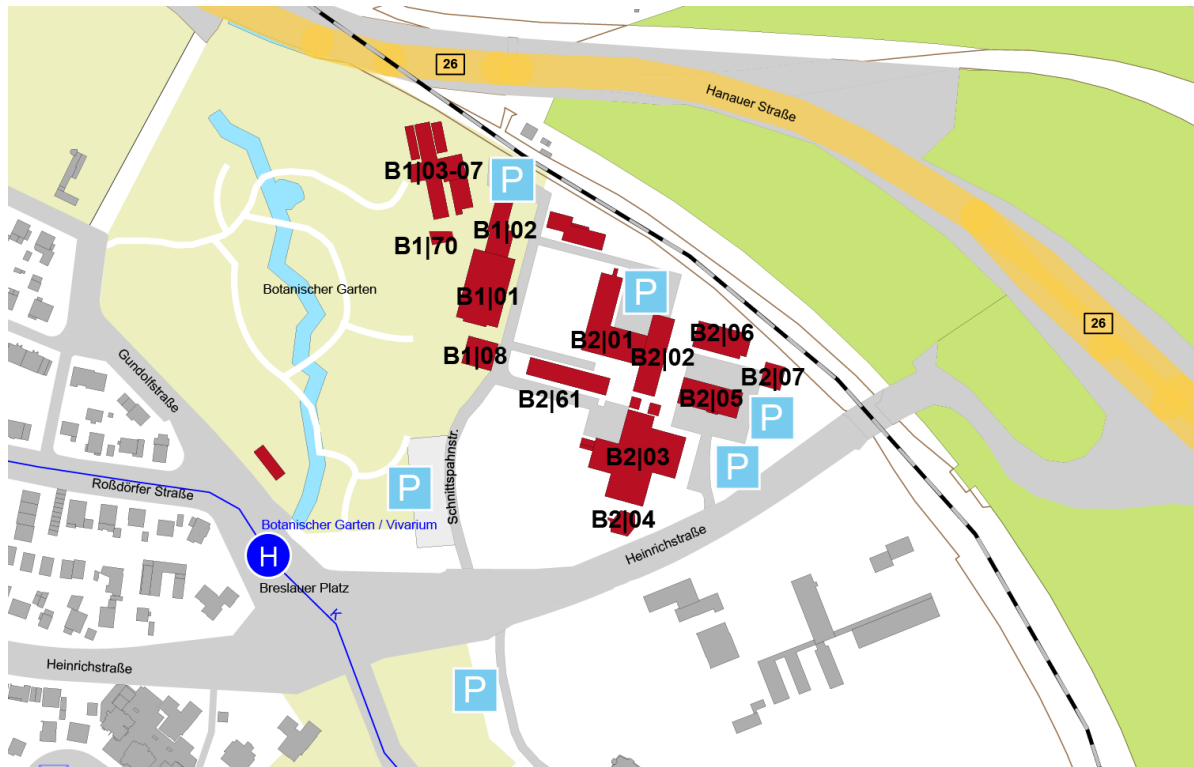 26
Hanauer Straße
B1|03-07
P
B1|02
B1|70
Botanischer Garten
B1|01
P
26
B2|01
B2|06
B2|02
B1|08
Gundolfstraße
B2|07
B2|61
B2|05
P
B2|03
P
Schnittspahnstr.
P
Roßdörfer Straße
Botanischer Garten / Vivarium
B2|04
Heinrichstraße
H
Breslauer Platz
K
Heinrichstraße
P